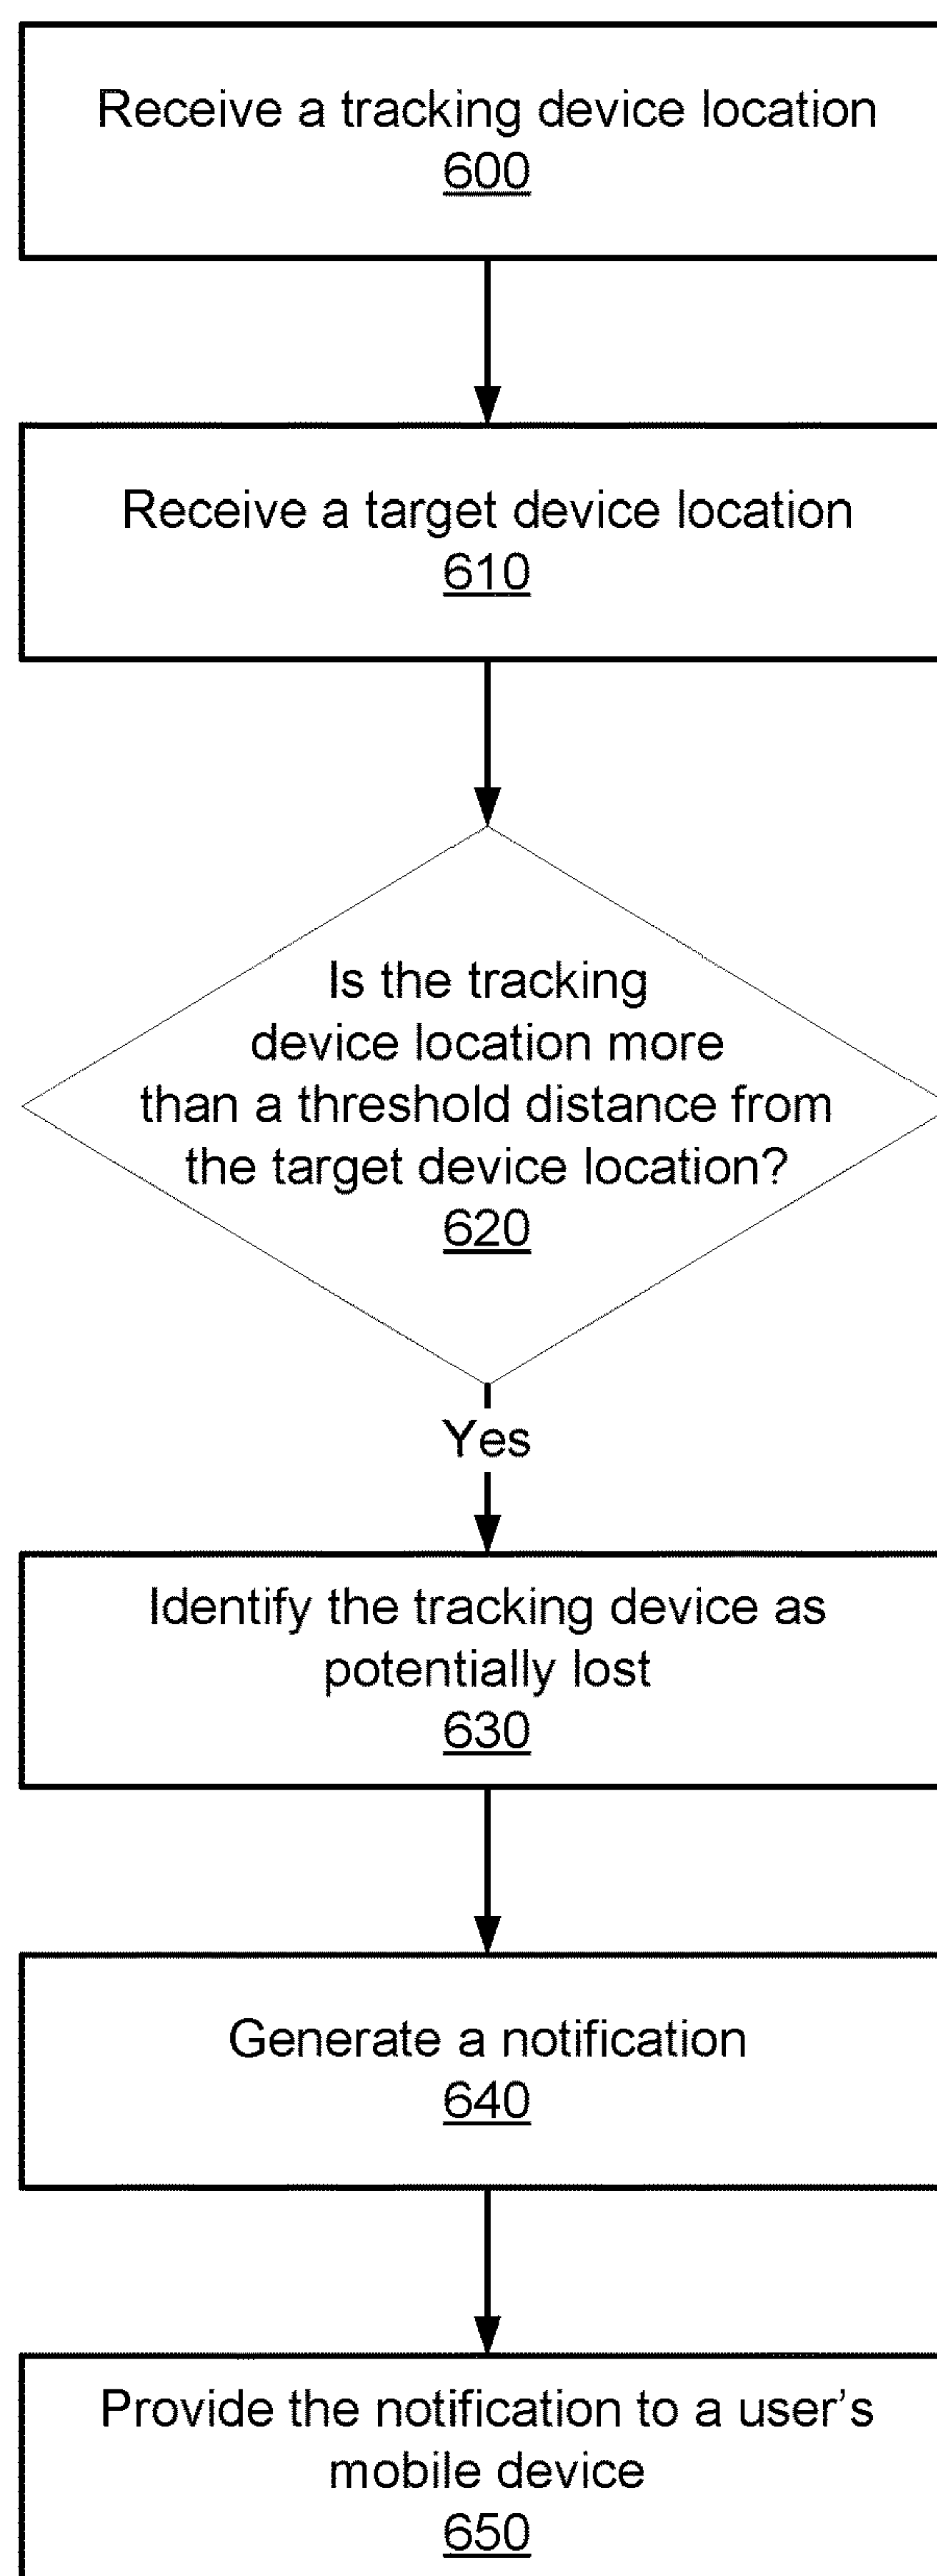 Receive a tracking device location
600
Receive a target device location
610
Is the tracking
device location more
than a threshold distance from
the target device location?
620
Yes
Identify the tracking device as
potentially lost
630
Generate a notification
640
Provide the notification to a user’s
mobile device
650